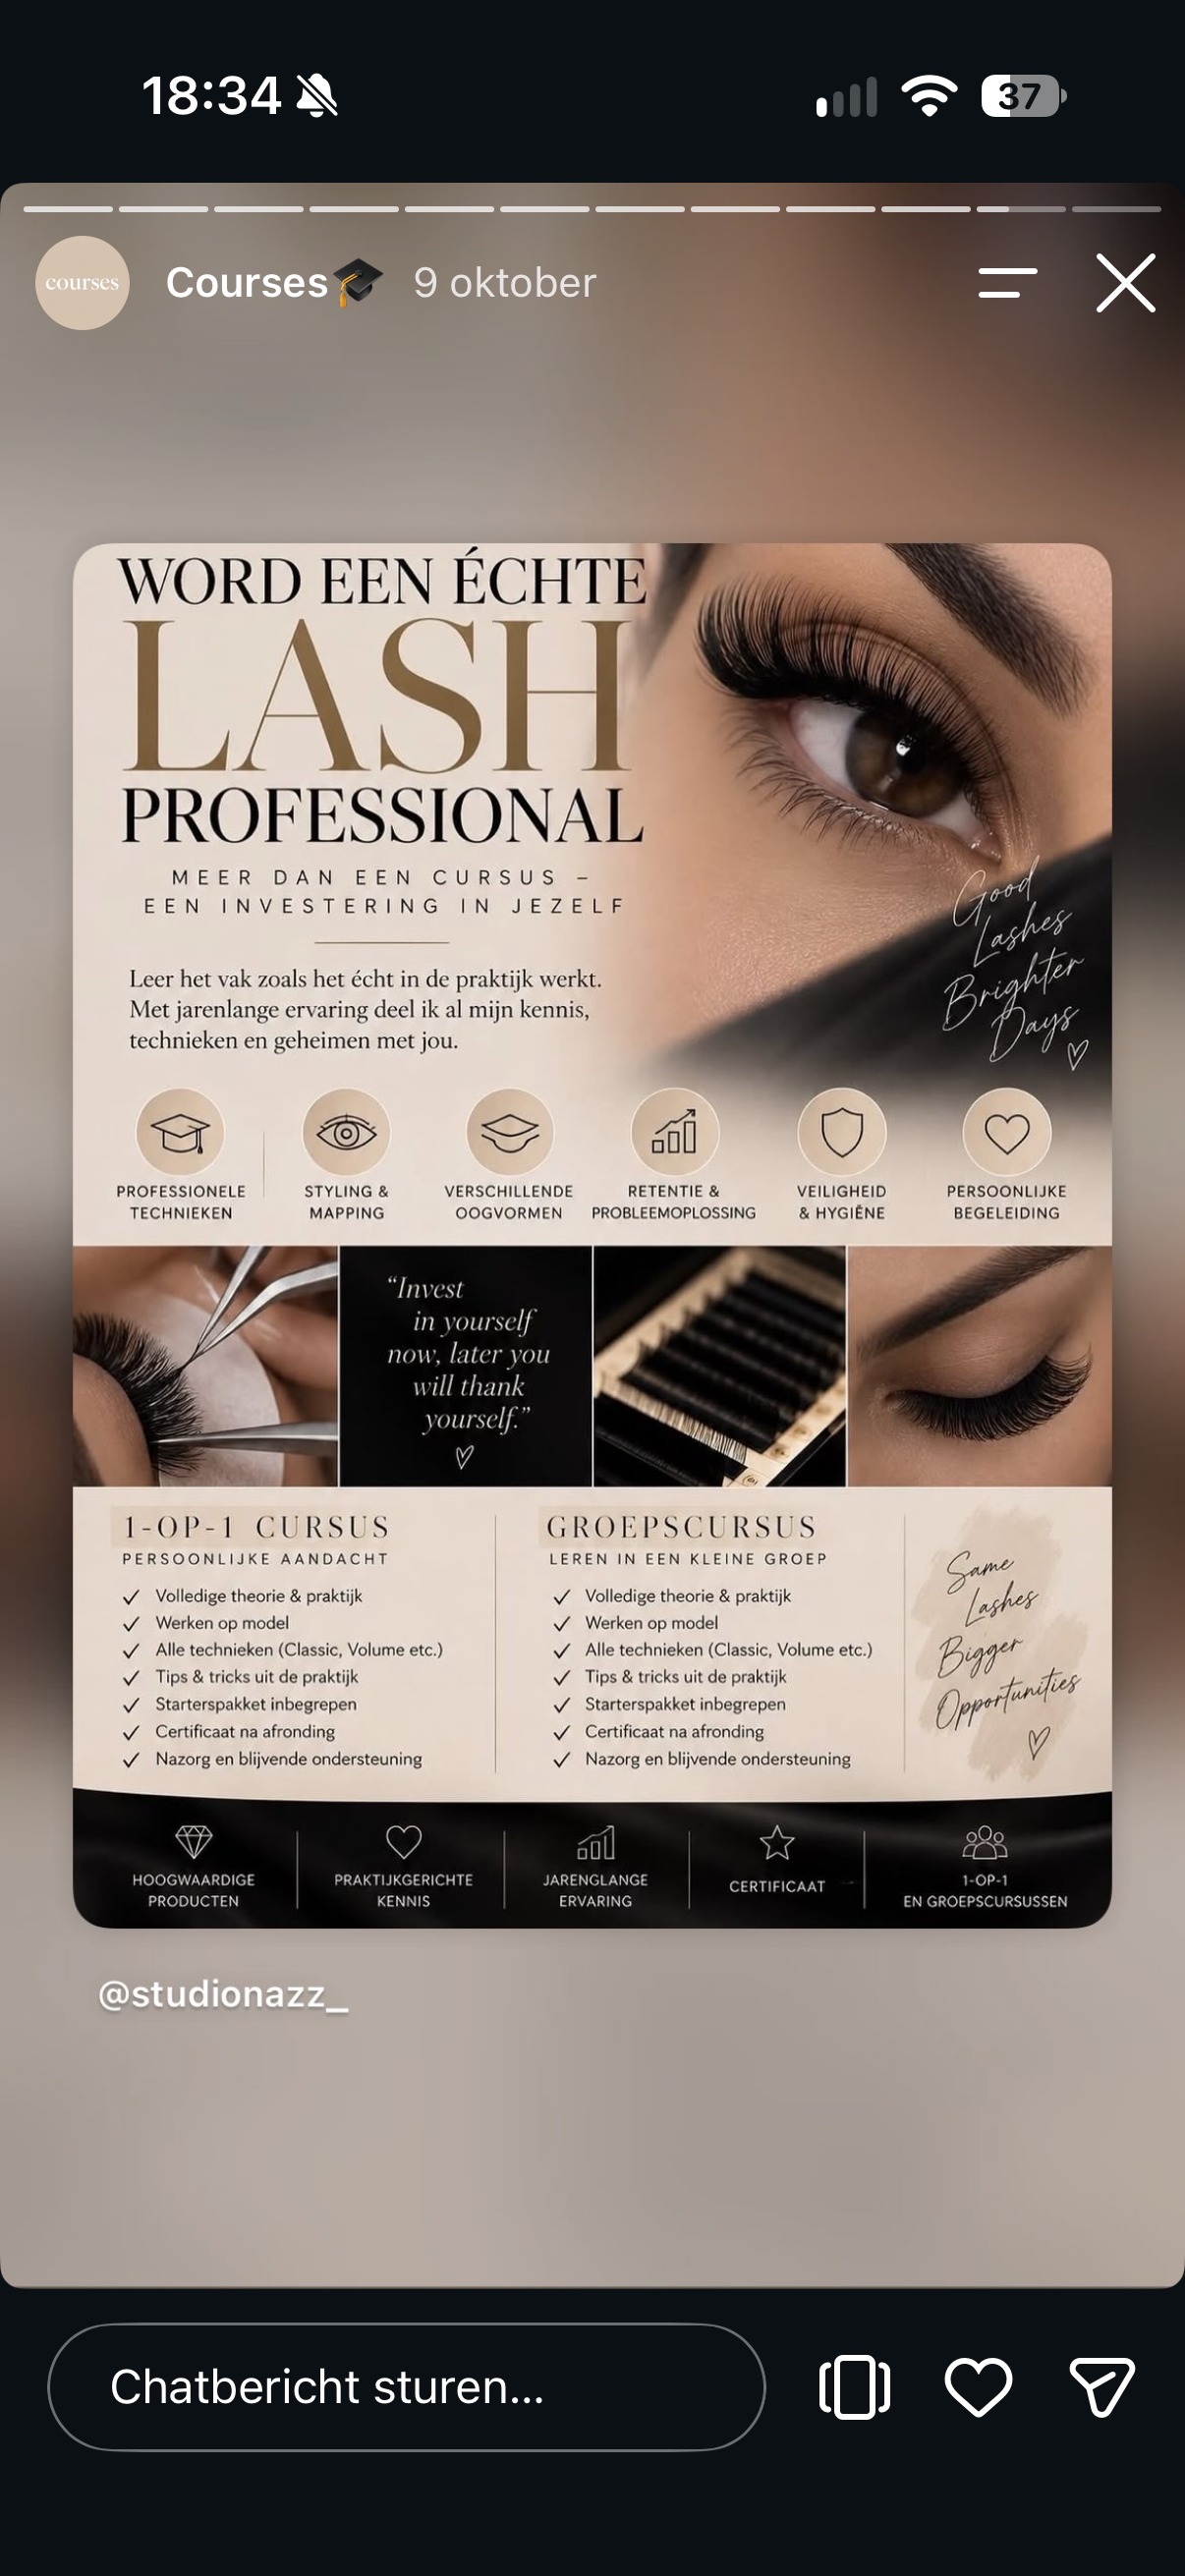 18:34
37
courses
Courses🎓 9 oktober
WORD EEN ÉCHTE
LASH
PROFESSIONAL
MEER DAN EEN CURSUS –
EEN INVESTERING IN JEZELF
Leer het vak zoals het écht in de praktijk werkt.
Met jarenlange ervaring deel ik al mijn kennis,
technieken en geheimen met jou.
Good
Lashes
Brighter
Days
PROFESSIONELE
TECHNIEKEN
STYLING &
MAPPING
VERSCHILLENDE
OOGVORMEN
RETENTIE &
PROBLEEMOPLOSSING
VEILIGHEID
& HYGIËNE
PERSOONLIJKE
BEGELEIDING
“Invest
in yourself
now, later you
will thank
yourself.”
1-OP-1 CURSUS
PERSOONLIJKE AANDACHT
Volledige theorie & praktijk
Werken op model
Alle technieken (Classic, Volume etc.)
Tips & tricks uit de praktijk
Starterspakket inbegrepen
Certificaat na afronding
Nazorg en blijvende ondersteuning
GROEPSCURSUS
LEREN IN EEN KLEINE GROEP
Volledige theorie & praktijk
Werken op model
Alle technieken (Classic, Volume etc.)
Tips & tricks uit de praktijk
Starterspakket inbegrepen
Certificaat na afronding
Nazorg en blijvende ondersteuning
Same
Lashes
Bigger
Opportunities
HOOGWAARDIGE
PRODUCTEN
PRAKTIJKGERICHTE
KENNIS
JARENGLANGE
ERVARING
CERTIFICAAT
1-OP-1
EN GROEPSCURSUSSEN
@studionazz_
Chatbericht sturen...